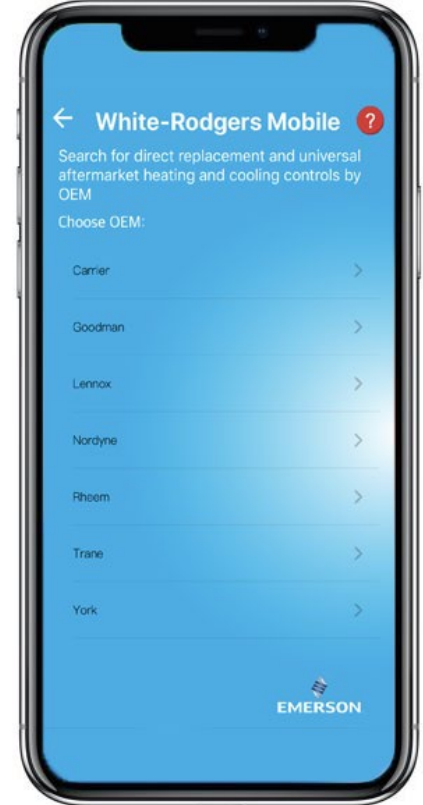 White-Rodgers Mobile ?
Search for direct replacement and universal
aftermarket heating and cooling controls by
OEM
Choose OEM:
Carrier
Goodman
Lennox
Nordyne
Rheem
Trane
York
EMERSON